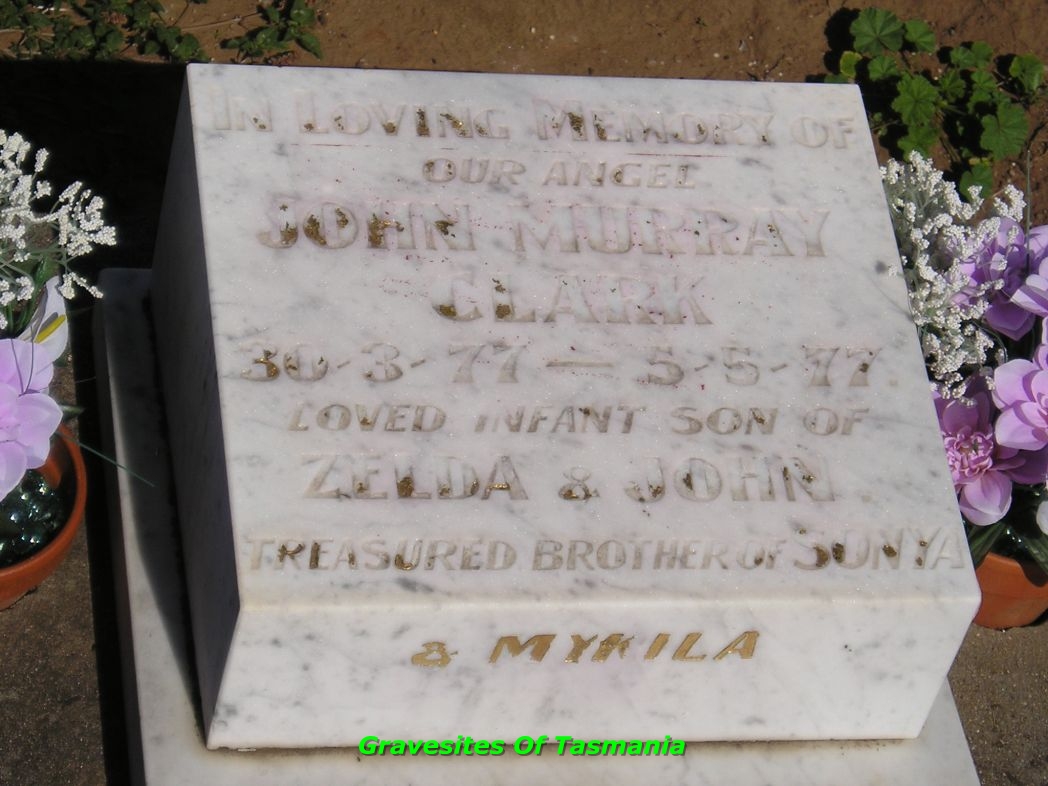 IN LOVING MEMORY OF
OUR ANGEL
JOHN MURRAY
CLARK
30-3-77 — 5-5-77.
LOVED INFANT SON OF
ZELDA & JOHN.
TREASURED BROTHER OF SONYA
& MYKILA
Gravesites Of Tasmania